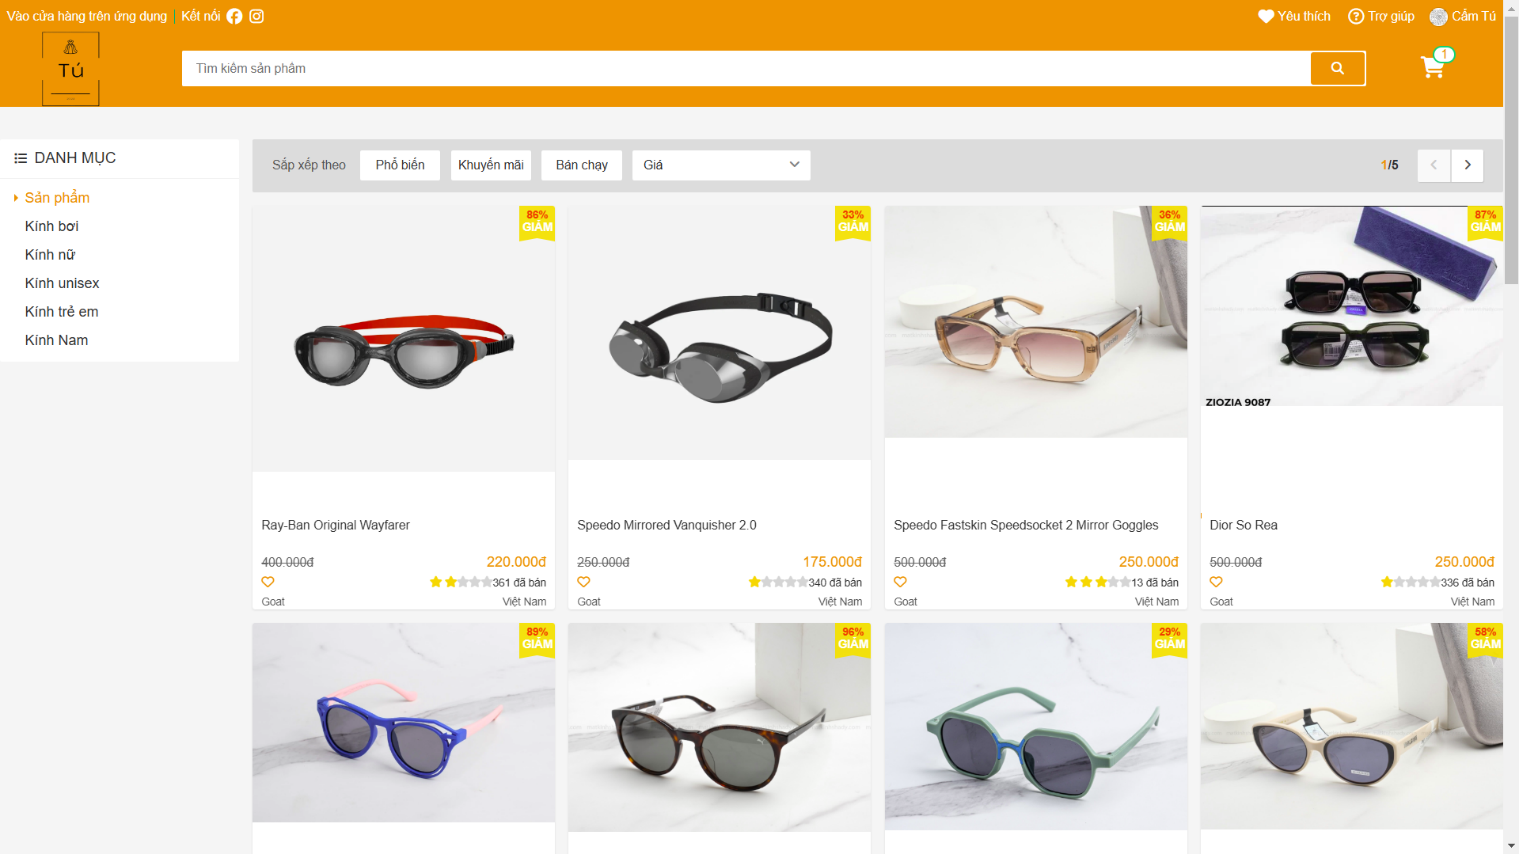 Vào cửa hàng trên ứng dụng Kết nối
Yêu thích Trợ giúp Cẩm Tú
Tú
Tìm kiếm sản phẩm
1
DANH MỤC
Sản phẩm
Kính bơi
Kính nữ
Kính unisex
Kính trẻ em
Kính Nam
Sắp xếp theo Phổ biến Khuyến mãi Bán chạy Giá 1/5
86%
GIẢM
33%
GIẢM
36%
GIẢM
87%
GIẢM
ZIOZIA 9087
Ray-Ban Original Wayfarer
400.000đ 220.000đ
361 đã bán
Goat Việt Nam
Speedo Mirrored Vanquisher 2.0
250.000đ 175.000đ
340 đã bán
Goat Việt Nam
Speedo Fastskin Speedsocket 2 Mirror Goggles
500.000đ 250.000đ
13 đã bán
Goat Việt Nam
Dior So Rea
500.000đ 250.000đ
336 đã bán
Goat Việt Nam
89%
GIẢM
96%
GIẢM
29%
GIẢM
58%
GIẢM